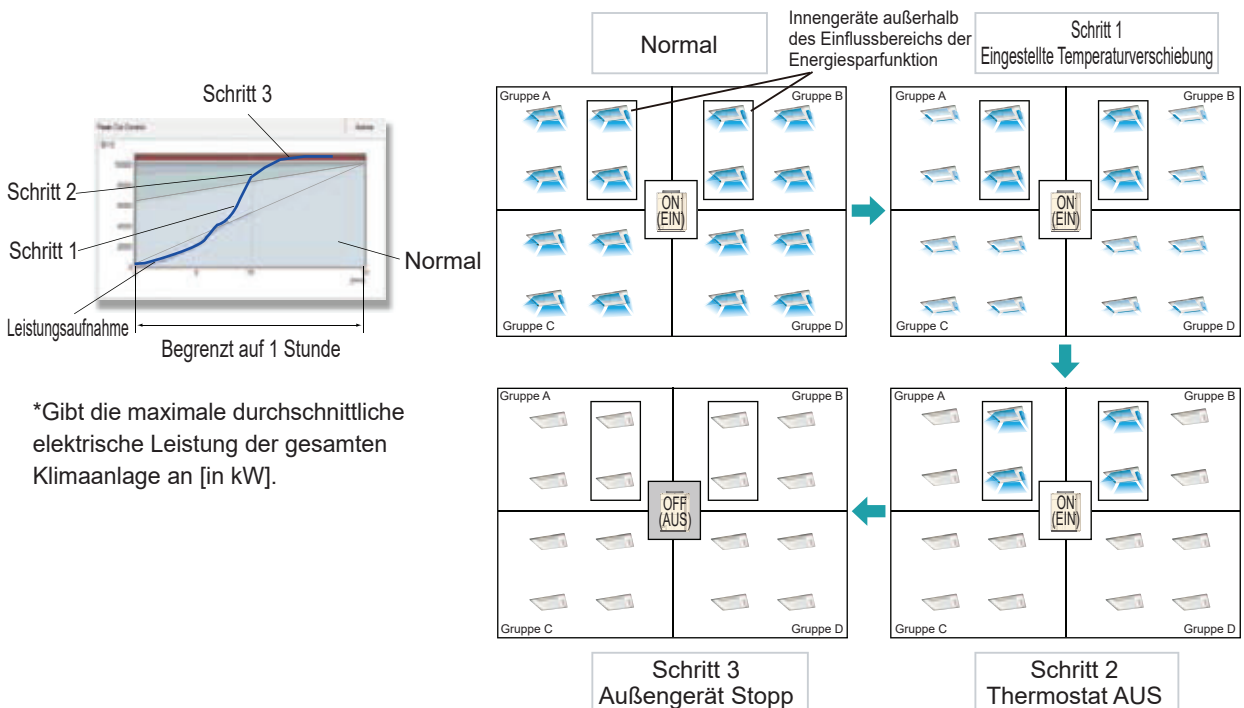 Schritt 3
Peak Cut Control
Schritt 2
Schritt 1
Normal
Leistungsaufnahme
Begrenzt auf 1 Stunde
*Gibt die maximale durchschnittliche
elektrische Leistung der gesamten
Klimaanlage an [in kW].
Normal
Innengeräte außerhalb
des Einflussbereichs der
Energiesparfunktion
Schritt 1
Eingestellte Temperaturverschiebung
Gruppe A
Gruppe B
ON
(EIN)
Gruppe C
Gruppe D
Gruppe A
Gruppe B
ON
(EIN)
Gruppe C
Gruppe D
Gruppe A
Gruppe B
OFF
(AUS)
Gruppe C
Gruppe D
Schritt 3
Außengerät Stopp
Gruppe A
Gruppe B
ON
(EIN)
Gruppe C
Gruppe D
Schritt 2
Thermostat AUS